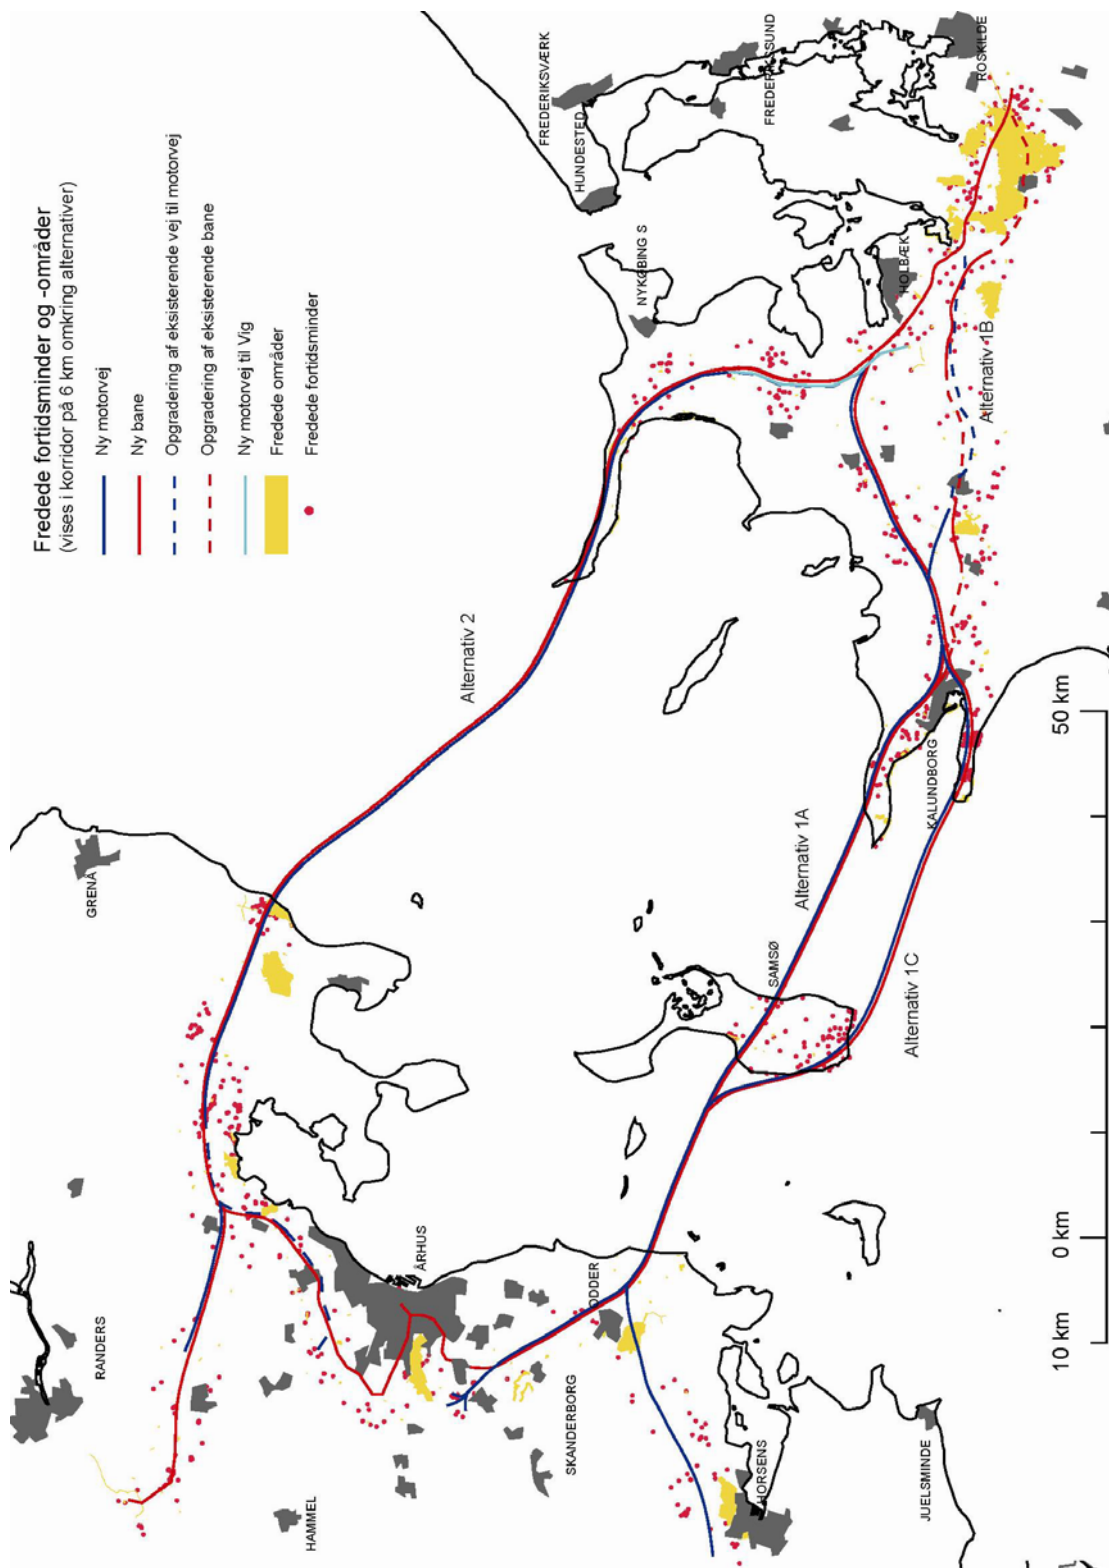 Fredede fortidsminder og -områder
(vises i korridor på 6 km omkring alternativer)
Ny motorvej
Ny bane
Opgradering af eksisterende vej til motorvej
Opgradering af eksisterende bane
Ny motorvej til Vig
Fredede områder
Fredede fortidsminder
RANDERS
GRENÅ
HAMMEL
ÅRHUS
SKANDERBORG
ODDER
HORSENS
JUELSMINDE
SAMSØ
KALUNDBORG
Alternativ 2
Alternativ 1A
Alternativ 1C
Alternativ 1B
NYKØBING S
HUNDESTED
FREDERIKSVÆRK
FREDERIKSSUND
HOLBÆK
ROSKILDE
10 km
0 km
50 km